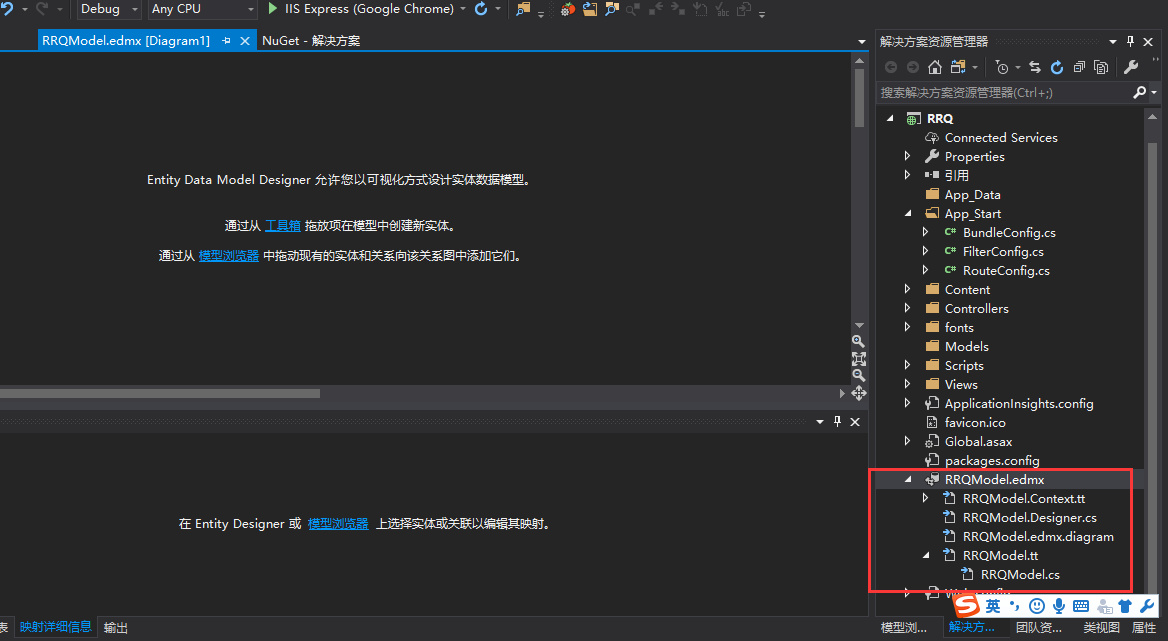 Debug Any CPU IIS Express (Google Chrome)
RRQModel.edmx [Diagram1] NuGet - 解决方案
Entity Data Model Designer 允许您以可视化方式设计实体数据模型。
通过从 工具箱 拖放项在模型中创建新实体。
通过从 模型浏览器 中拖动现有的实体和关系向该关系图中添加它们。
在 Entity Designer 或 模型浏览器 上选择实体或关联以编辑其映射。
表 映射详细信息 输出
解决方案资源管理器
搜索解决方案资源管理器(Ctrl+;)
RRQ
Connected Services
Properties
引用
App_Data
App_Start
C# BundleConfig.cs
C# FilterConfig.cs
C# RouteConfig.cs
Content
Controllers
fonts
Models
Scripts
Views
ApplicationInsights.config
favicon.ico
Global.asax
packages.config
RRQModel.edmx
RRQModel.Context.tt
RRQModel.Designer.cs
RRQModel.edmx.diagram
RRQModel.tt
RRQModel.cs
S 英
模型浏... 解决方... 团队资... 类视图 属性